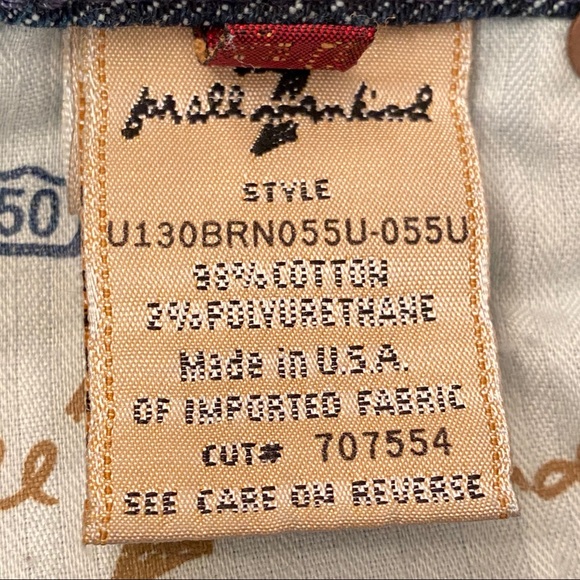 7
for all mankind
STYLE
U130BRN055U-055U
98% COTTON
2% POLYURETHANE
Made in U.S.A.
OF IMPORTED FABRIC
CUT# 707554
SEE CARE ON REVERSE
50